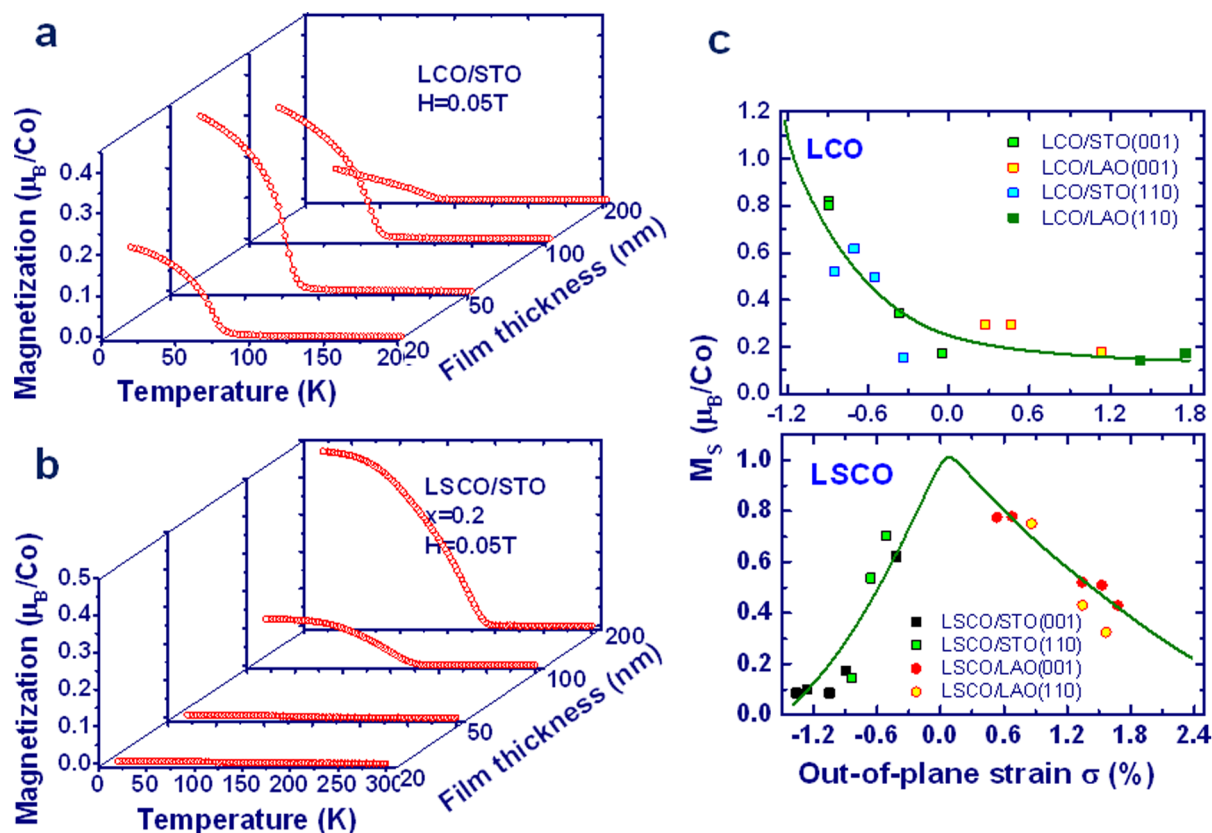 a
LCO/STO
H=0.05T
Magnetization (μB/Co)
0.4
0.3
0.2
0.1
0.0
0 50 100 150 200
Temperature (K)
20
50
100
200
Film thickness (nm)
b
LSCO/STO
x=0.2
H=0.05T
Magnetization (μB/Co)
0.5
0.4
0.3
0.2
0.1
0.0
0 50 100 150 200 250 300
Temperature (K)
20
50
100
200
Film thickness (nm)
c
LCO
LCO/STO(001)
LCO/LAO(001)
LCO/STO(110)
LCO/LAO(110)
1.2
1.0
0.8
0.6
0.4
0.2
0.0
-1.2 -0.6 0.0 0.6 1.2 1.8
MS (μB/Co)
LSCO
1.0
0.8
0.6
0.4
0.2
0.0
LSCO/STO(001)
LSCO/STO(110)
LSCO/LAO(001)
LSCO/LAO(110)
-1.2 -0.6 0.0 0.6 1.2 1.8 2.4
Out-of-plane strain σ (%)